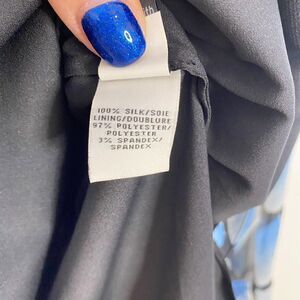 100% SILK/SOIE
LINING/DOUBLURE
97% POLYESTER/
POLYESTER
3% SPANDEX/
SPANDEX